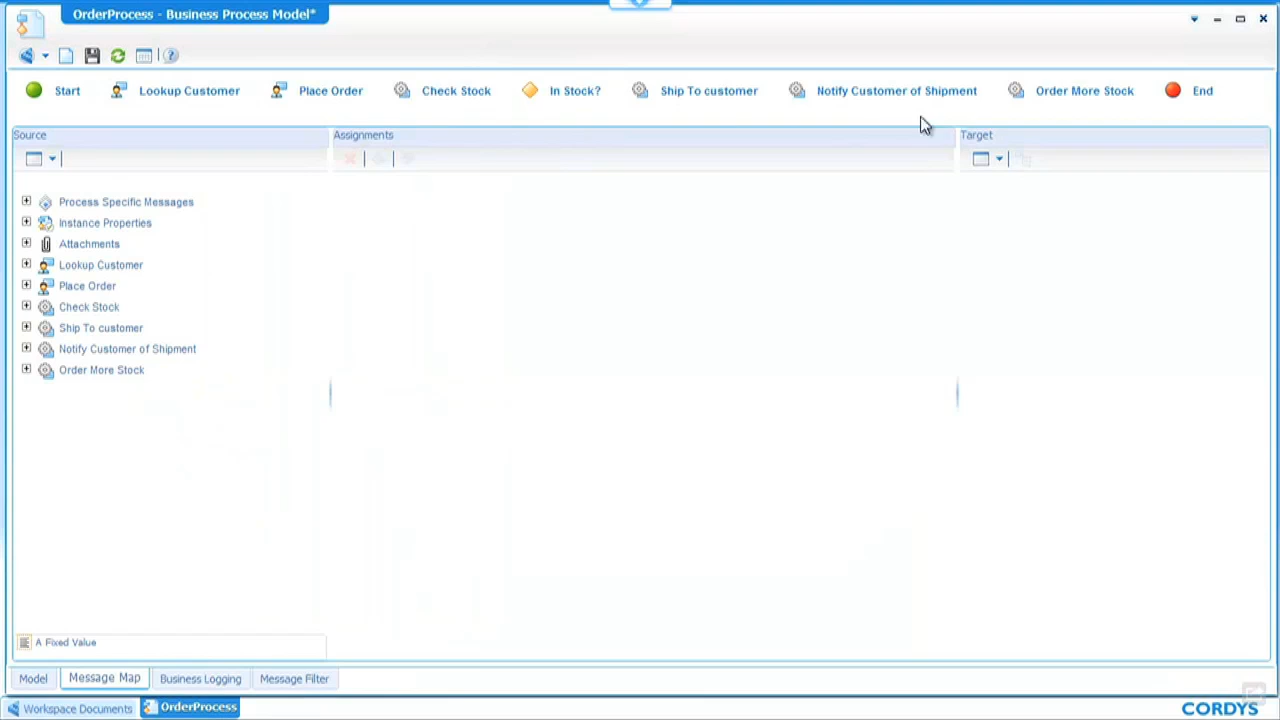 OrderProcess - Business Process Model*
Start Lookup Customer Place Order Check Stock In Stock? Ship To customer Notify Customer of Shipment Order More Stock End
Source Assignments Target
Process Specific Messages
Instance Properties
Attachments
Lookup Customer
Place Order
Check Stock
Ship To customer
Notify Customer of Shipment
Order More Stock
A Fixed Value
Model Message Map Business Logging Message Filter
Workspace Documents OrderProcess CORDYS